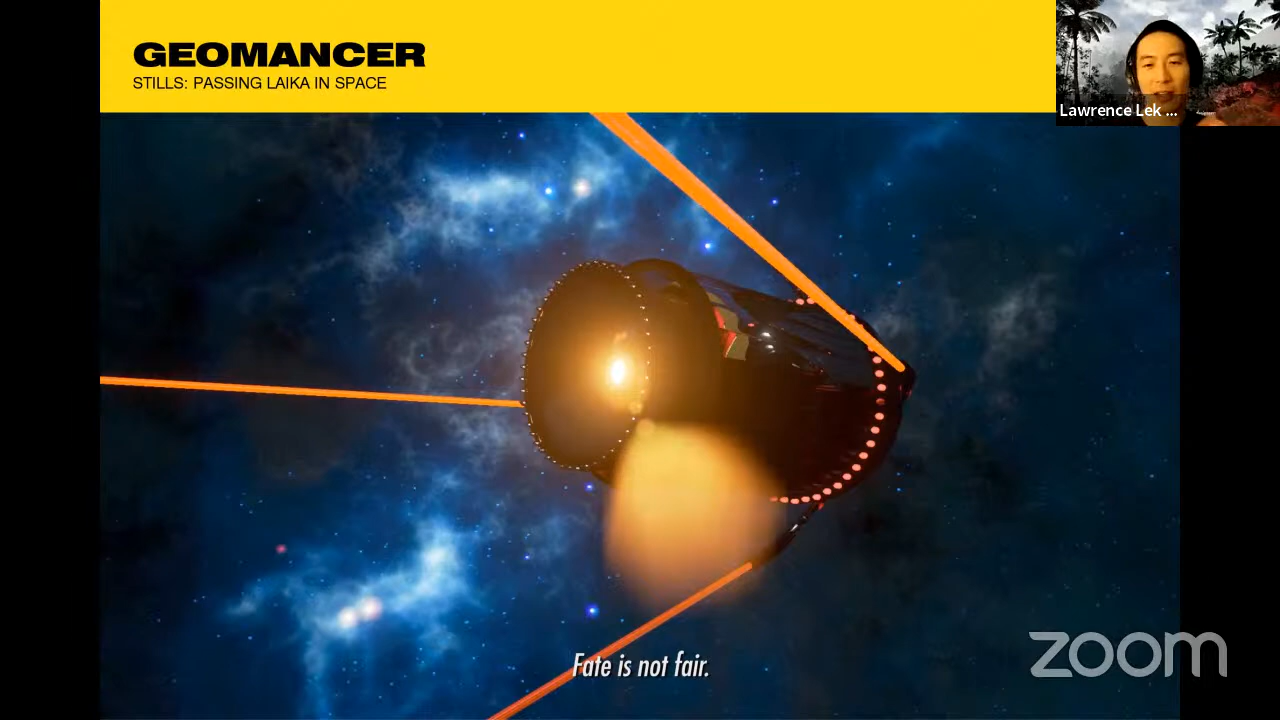 GEOMANCER
STILLS: PASSING LAIKA IN SPACE
Lawrence Lek ...
Fate is not fair.
zoom